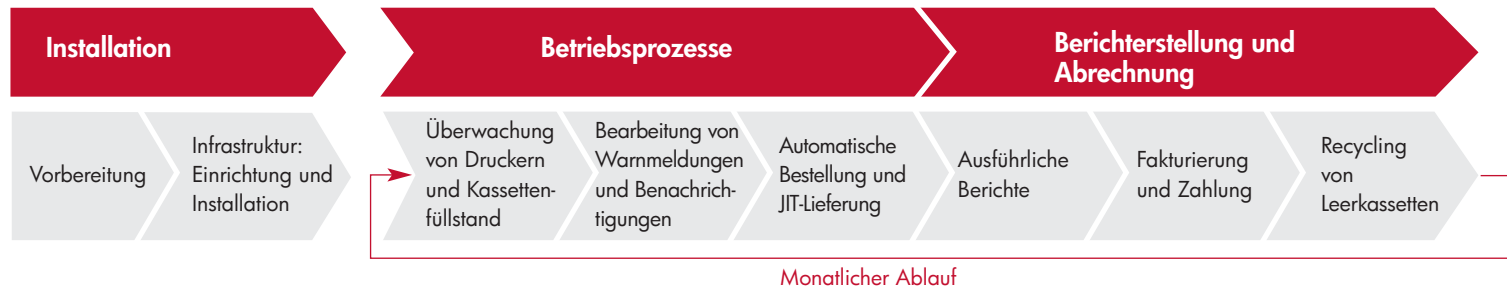 Installation
Betriebsprozesse
Berichterstellung und
Abrechnung
Vorbereitung
Infrastruktur:
Einrichtung und
Installation
Überwachung
von Druckern
und Kassetten-
füllstand
Bearbeitung von
Warnmeldungen
und Benachrich-
tigungen
Automatische
Bestellung und
JIT-Lieferung
Ausführliche
Berichte
Fakturierung
und Zahlung
Recycling
von
Leerkassetten
Monatlicher Ablauf